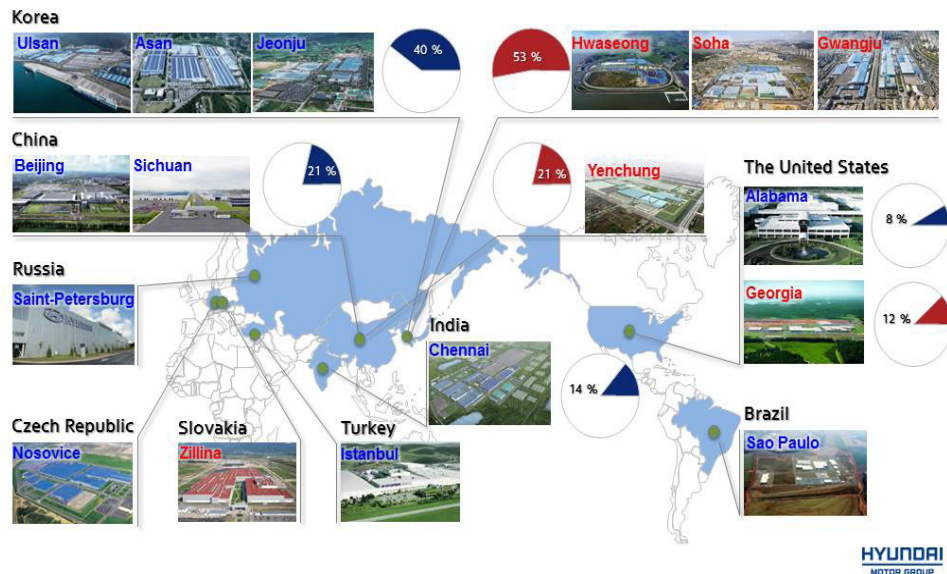 Korea
Ulsan
Asan
Jeonju
40 %
53 %
Hwaseong
Soha
Gwangju
China
Beijing
Sichuan
21 %
21 %
Yenchung
The United States
Alabama
8 %
Russia
Saint-Petersburg
Georgia
12 %
India
Chennai
14 %
Czech Republic
Nosovice
Slovakia
Zillina
Turkey
Istanbul
Brazil
Sao Paulo
HYUNDAI
MOTOR GROUP